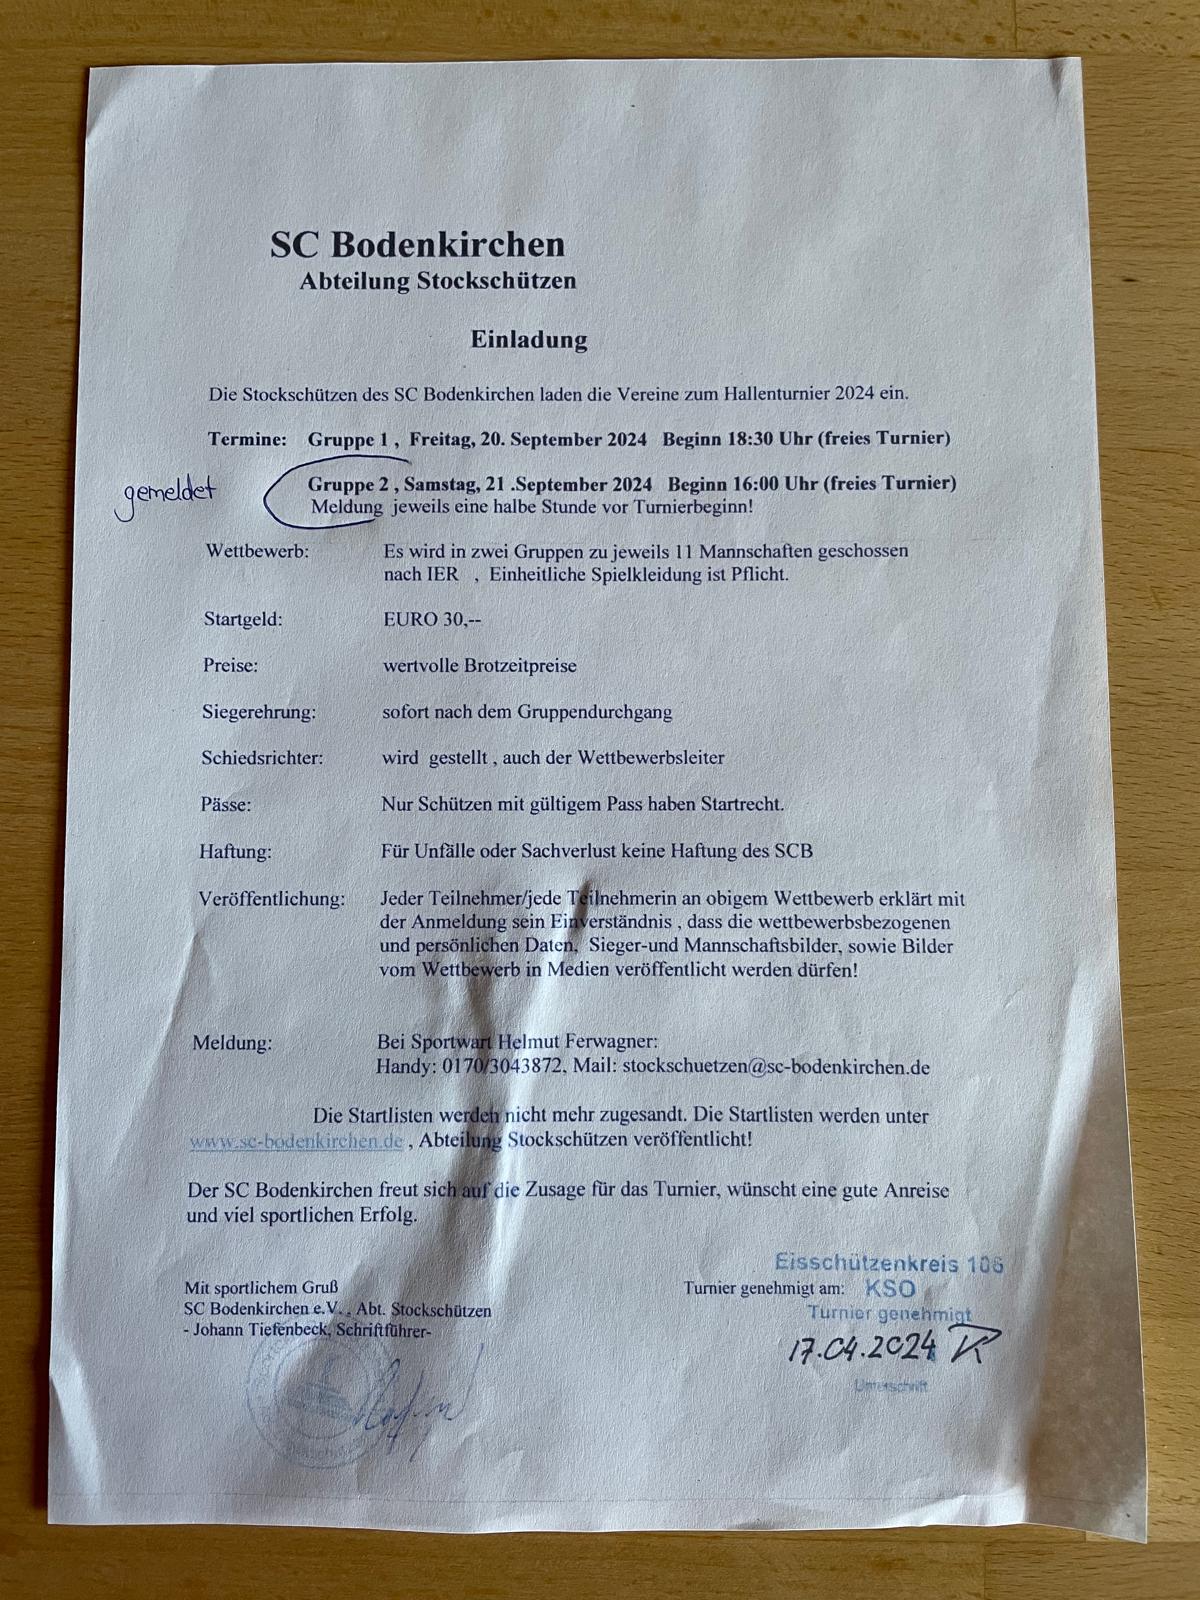 SC Bodenkirchen
Abteilung Stockschützen
Einladung
Die Stockschützen des SC Bodenkirchen laden die Vereine zum Hallenturnier 2024 ein.
Termine: Gruppe 1 , Freitag, 20. September 2024 Beginn 18:30 Uhr (freies Turnier)
gemeldet
Gruppe 2 , Samstag, 21 .September 2024 Beginn 16:00 Uhr (freies Turnier)
Meldung jeweils eine halbe Stunde vor Turnierbeginn!
Wettbewerb: Es wird in zwei Gruppen zu jeweils 11 Mannschaften geschossen
nach IER , Einheitliche Spielkleidung ist Pflicht.
Startgeld: EURO 30,--
Preise: wertvolle Brotzeitpreise
Siegerehrung: sofort nach dem Gruppendurchgang
Schiedsrichter: wird gestellt , auch der Wettbewerbsleiter
Pässe: Nur Schützen mit gültigem Pass haben Startrecht.
Haftung: Für Unfälle oder Sachverlust keine Haftung des SCB
Veröffentlichung: Jeder Teilnehmer/jede Teilnehmerin an obigem Wettbewerb erklärt mit
der Anmeldung sein Einverständnis , dass die wettbewerbsbezogenen
und persönlichen Daten, Sieger-und Mannschaftsbilder, sowie Bilder
vom Wettbewerb in Medien veröffentlicht werden dürfen!
Meldung: Bei Sportwart Helmut Ferwagner:
Handy: 0170/3043872, Mail: stockschuetzen@sc-bodenkirchen.de
Die Startlisten werden nicht mehr zugesandt. Die Startlisten werden unter
www.sc-bodenkirchen.de , Abteilung Stockschützen veröffentlicht!
Der SC Bodenkirchen freut sich auf die Zusage für das Turnier, wünscht eine gute Anreise
und viel sportlichen Erfolg.
Mit sportlichem Gruß
SC Bodenkirchen e.V. , Abt. Stockschützen
- Johann Tiefenbeck, Schriftführer-
Eisschützenkreis 106
Turnier genehmigt am: KSO
Turnier genehmigt
17.04.2024
Unterschrift